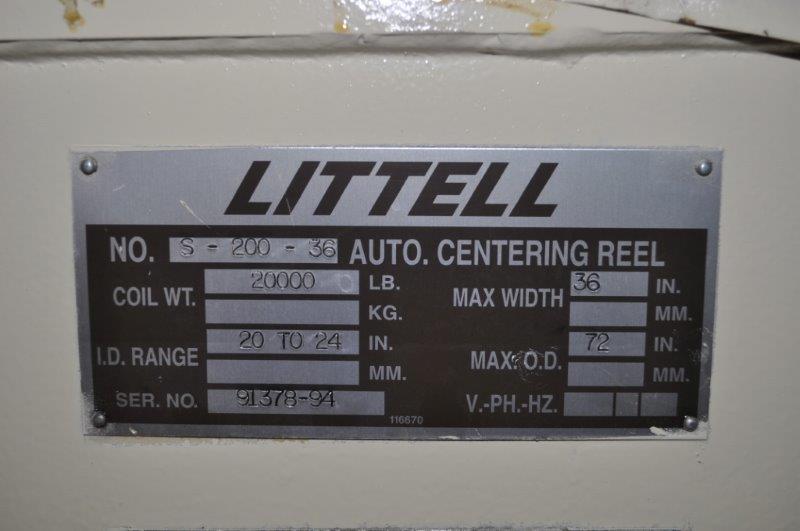 LITTELL
NO. S - 200 - 36 AUTO. CENTERING REEL
COIL WT. 20000 LB. MAX WIDTH 36 IN.
KG. MM.
I.D. RANGE 20 TO 24 IN. MAX. O.D. 72 IN.
MM. MM.
SER. NO. 91378-94 V.-PH.-HZ.
116670